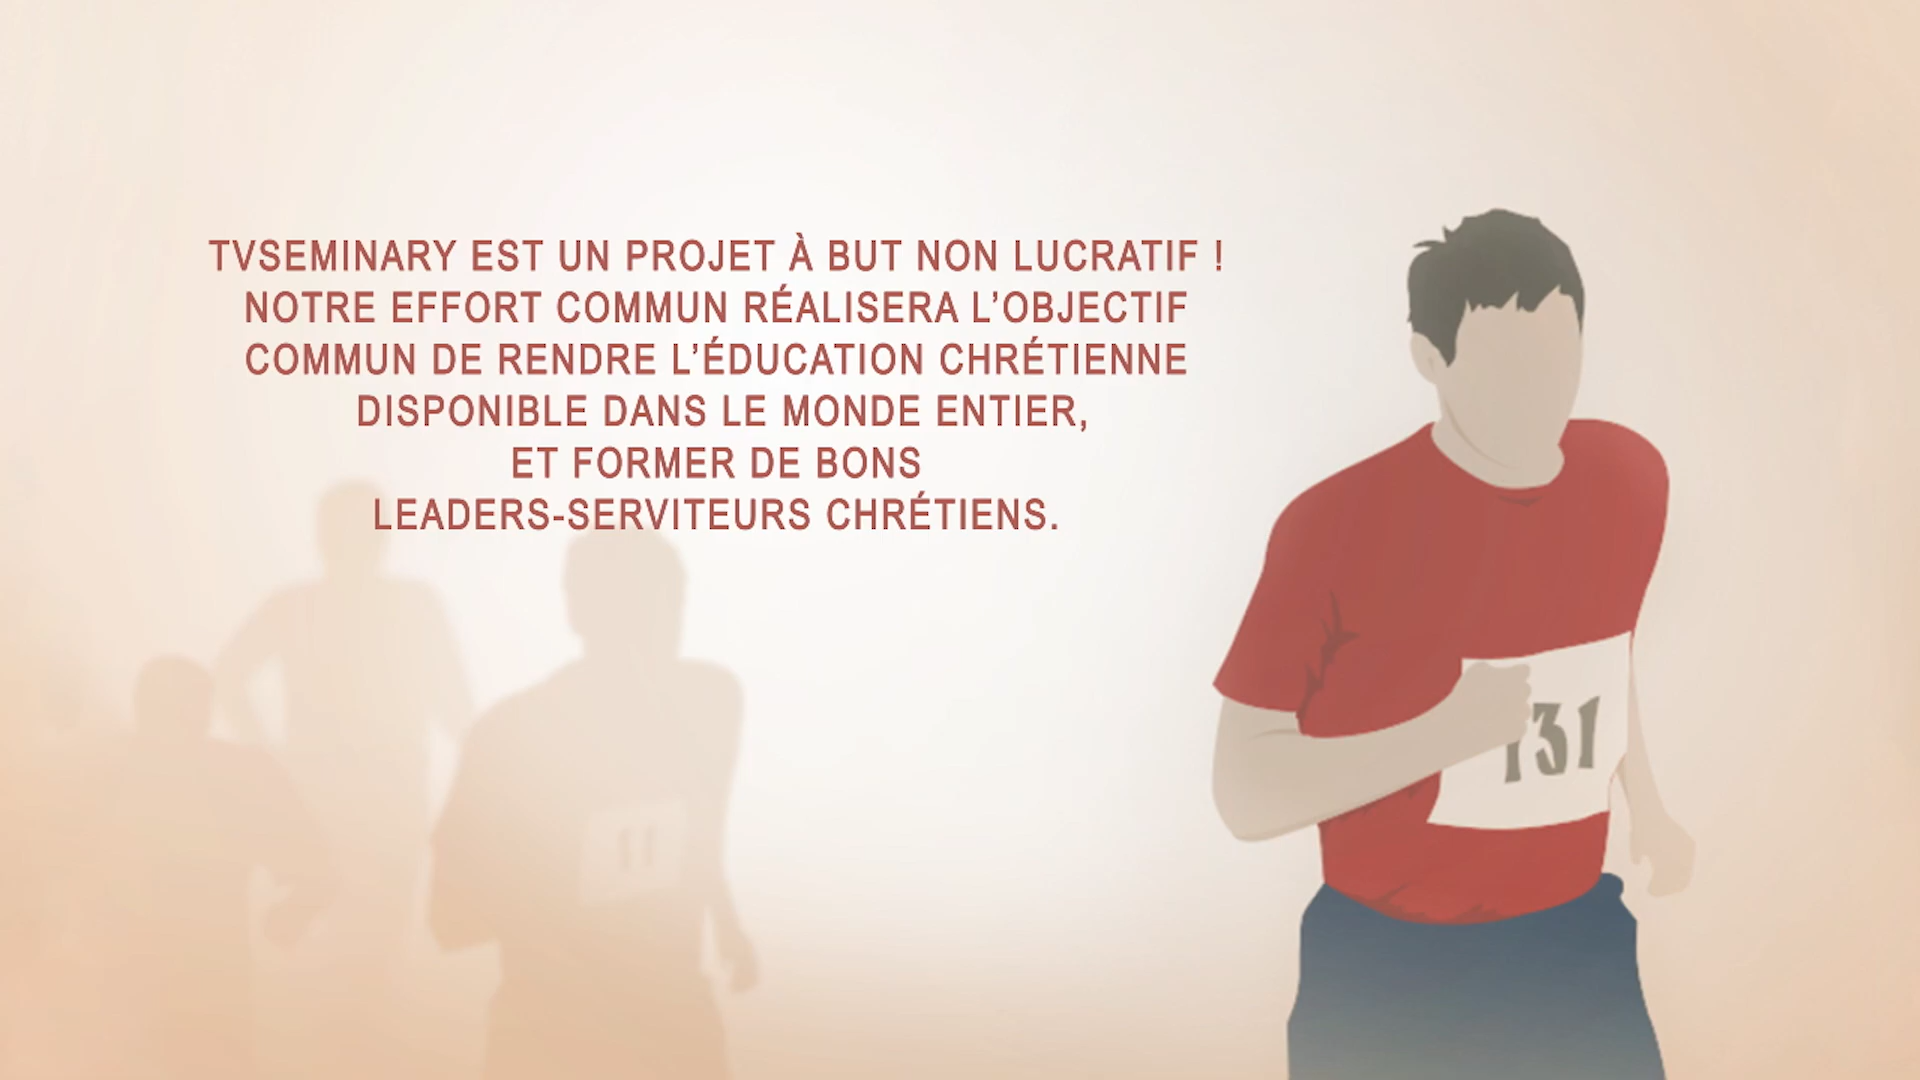 TVSEMINARY EST UN PROJET À BUT NON LUCRATIF !
NOTRE EFFORT COMMUN RÉALISERA L’OBJECTIF
COMMUN DE RENDRE L’ÉDUCATION CHRÉTIENNE
DISPONIBLE DANS LE MONDE ENTIER,
ET FORMER DE BONS
LEADERS-SERVITEURS CHRÉTIENS.
131
11